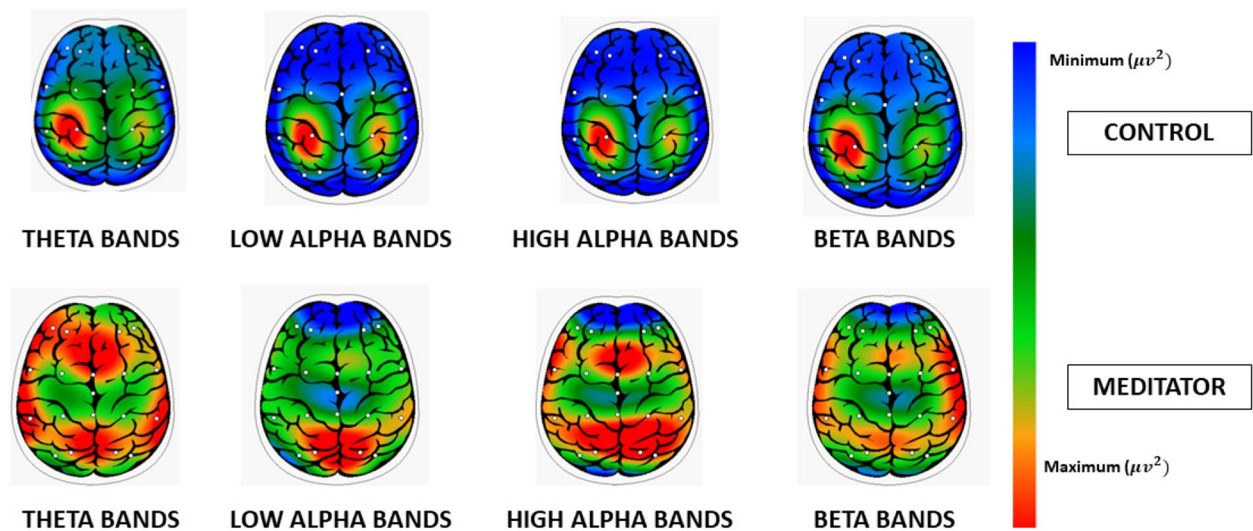 Minimum (μv²)
CONTROL
THETA BANDS LOW ALPHA BANDS HIGH ALPHA BANDS BETA BANDS
MEDITATOR
Maximum (μv²)
THETA BANDS LOW ALPHA BANDS HIGH ALPHA BANDS BETA BANDS